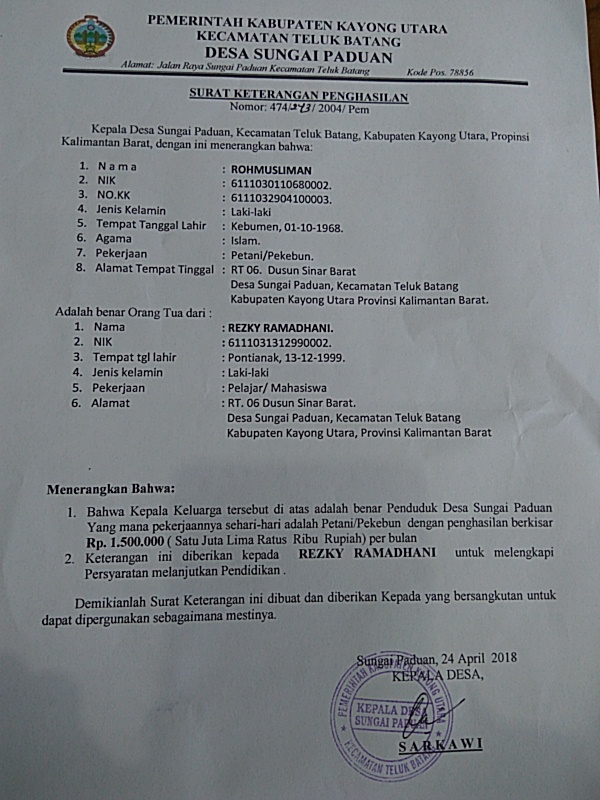 PEMERINTAH KABUPATEN KAYONG UTARA
KECAMATAN TELUK BATANG
DESA SUNGAI PADUAN
Alamat: Jalan Raya Sungai Paduan Kecamatan Teluk Batang Kode Pos. 78856
SURAT KETERANGAN PENGHASILAN
Nomor: 474/ / 2004/ Pem
Kepala Desa Sungai Paduan, Kecamatan Teluk Batang, Kabupaten Kayong Utara, Propinsi
Kalimantan Barat, dengan ini menerangkan bahwa:
1. N a m a : ROHMUSLIMAN
2. NIK : 6111030110680002.
3. NO.KK : 6111032904100003.
4. Jenis Kelamin : Laki-laki
5. Tempat Tanggal Lahir : Kebumen, 01-10-1968.
6. Agama : Islam.
7. Pekerjaan : Petani/Pekebun.
8. Alamat Tempat Tinggal : RT 06. Dusun Sinar Barat
Desa Sungai Paduan, Kecamatan Teluk Batang
Kabupaten Kayong Utara Provinsi Kalimantan Barat.
Adalah benar Orang Tua dari :
1. Nama : REZKY RAMADHANI.
2. NIK : 6111031312990002.
3. Tempat tgl lahir : Pontianak, 13-12-1999.
4. Jenis kelamin : Laki-laki
5. Pekerjaan : Pelajar/ Mahasiswa
6. Alamat : RT. 06 Dusun Sinar Barat.
Desa Sungai Paduan, Kecamatan Teluk Batang
Kabupaten Kayong Utara, Provinsi Kalimantan Barat
Menerangkan Bahwa:
1. Bahwa Kepala Keluarga tersebut di atas adalah benar Penduduk Desa Sungai Paduan
Yang mana pekerjaannya sehari-hari adalah Petani/Pekebun dengan penghasilan berkisar
Rp. 1.500.000 ( Satu Juta Lima Ratus Ribu Rupiah) per bulan
2. Keterangan ini diberikan kepada REZKY RAMADHANI untuk melengkapi
Persyaratan melanjutkan Pendidikan .
Demikianlah Surat Keterangan ini dibuat dan diberikan Kepada yang bersangkutan untuk
dapat dipergunakan sebagaimana mestinya.
Sungai Paduan, 24 April 2018
KEPALA DESA,
PEMERINTAH KABUPATEN KAYONG UTARA
KEPALA DESA
SUNGAI PADUAN
KECAMATAN TELUK BATANG
SARKAWI